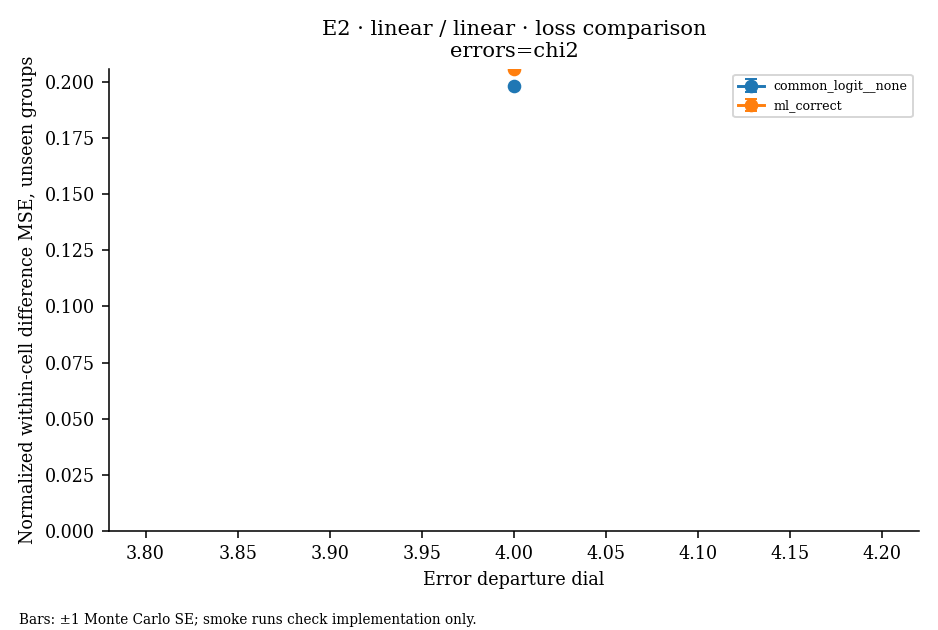 E2 · linear / linear · loss comparison
errors=chi2
Normalized within-cell difference MSE, unseen groups
0.200
0.175
0.150
0.125
0.100
0.075
0.050
0.025
0.000
common_logit__none
ml_correct
3.80 3.85 3.90 3.95 4.00 4.05 4.10 4.15 4.20
Error departure dial
Bars: ±1 Monte Carlo SE; smoke runs check implementation only.